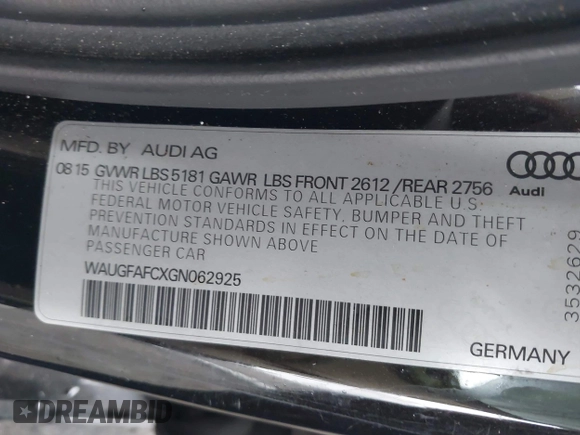 MFD. BY AUDI AG
08 15 GVWR LBS 5181 GAWR LBS FRONT 2612 / REAR 2756
THIS VEHICLE CONFORMS TO ALL APPLICABLE U.S.
FEDERAL MOTOR VEHICLE SAFETY, BUMPER AND THEFT
PREVENTION STANDARDS IN EFFECT ON THE DATE OF
MANUFACTURE SHOWN ABOVE
PASSENGER CAR
WAUGFAFCXGN062925
Audi
3532629
GERMANY
DREAMBID